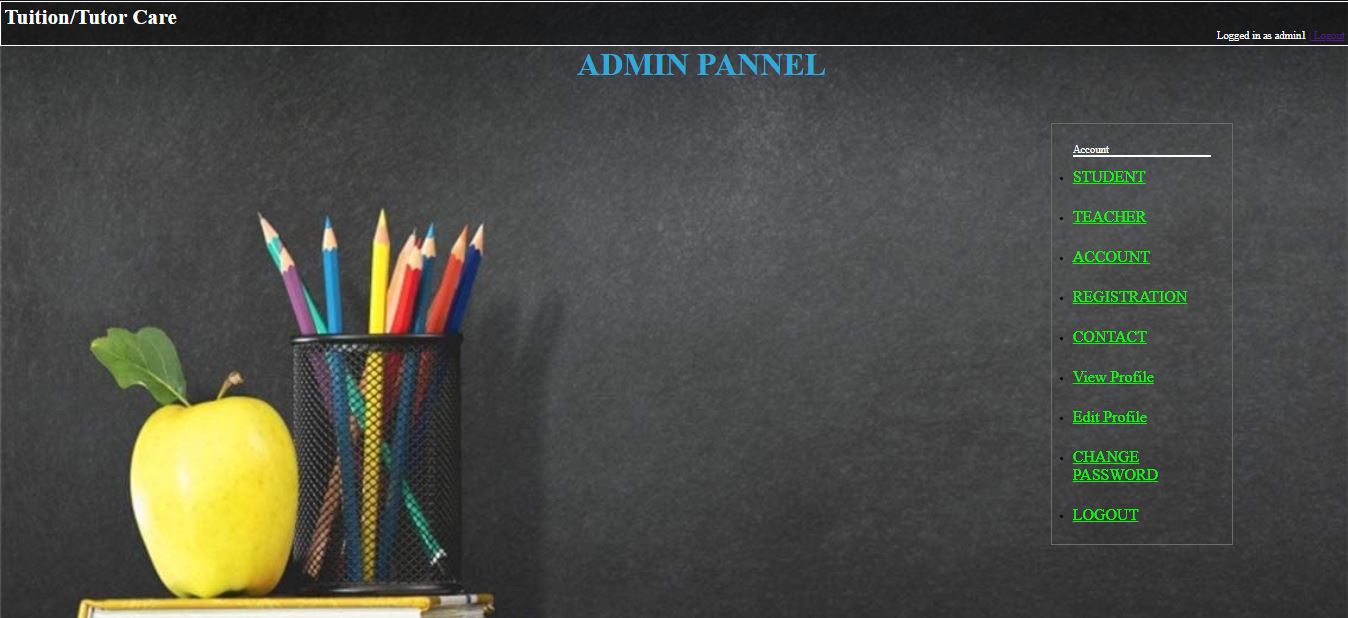 Tuition/Tutor Care
Logged in as admin1 | Logout
ADMIN PANNEL
Account
STUDENT
TEACHER
ACCOUNT
REGISTRATION
CONTACT
View Profile
Edit Profile
CHANGE
PASSWORD
LOGOUT